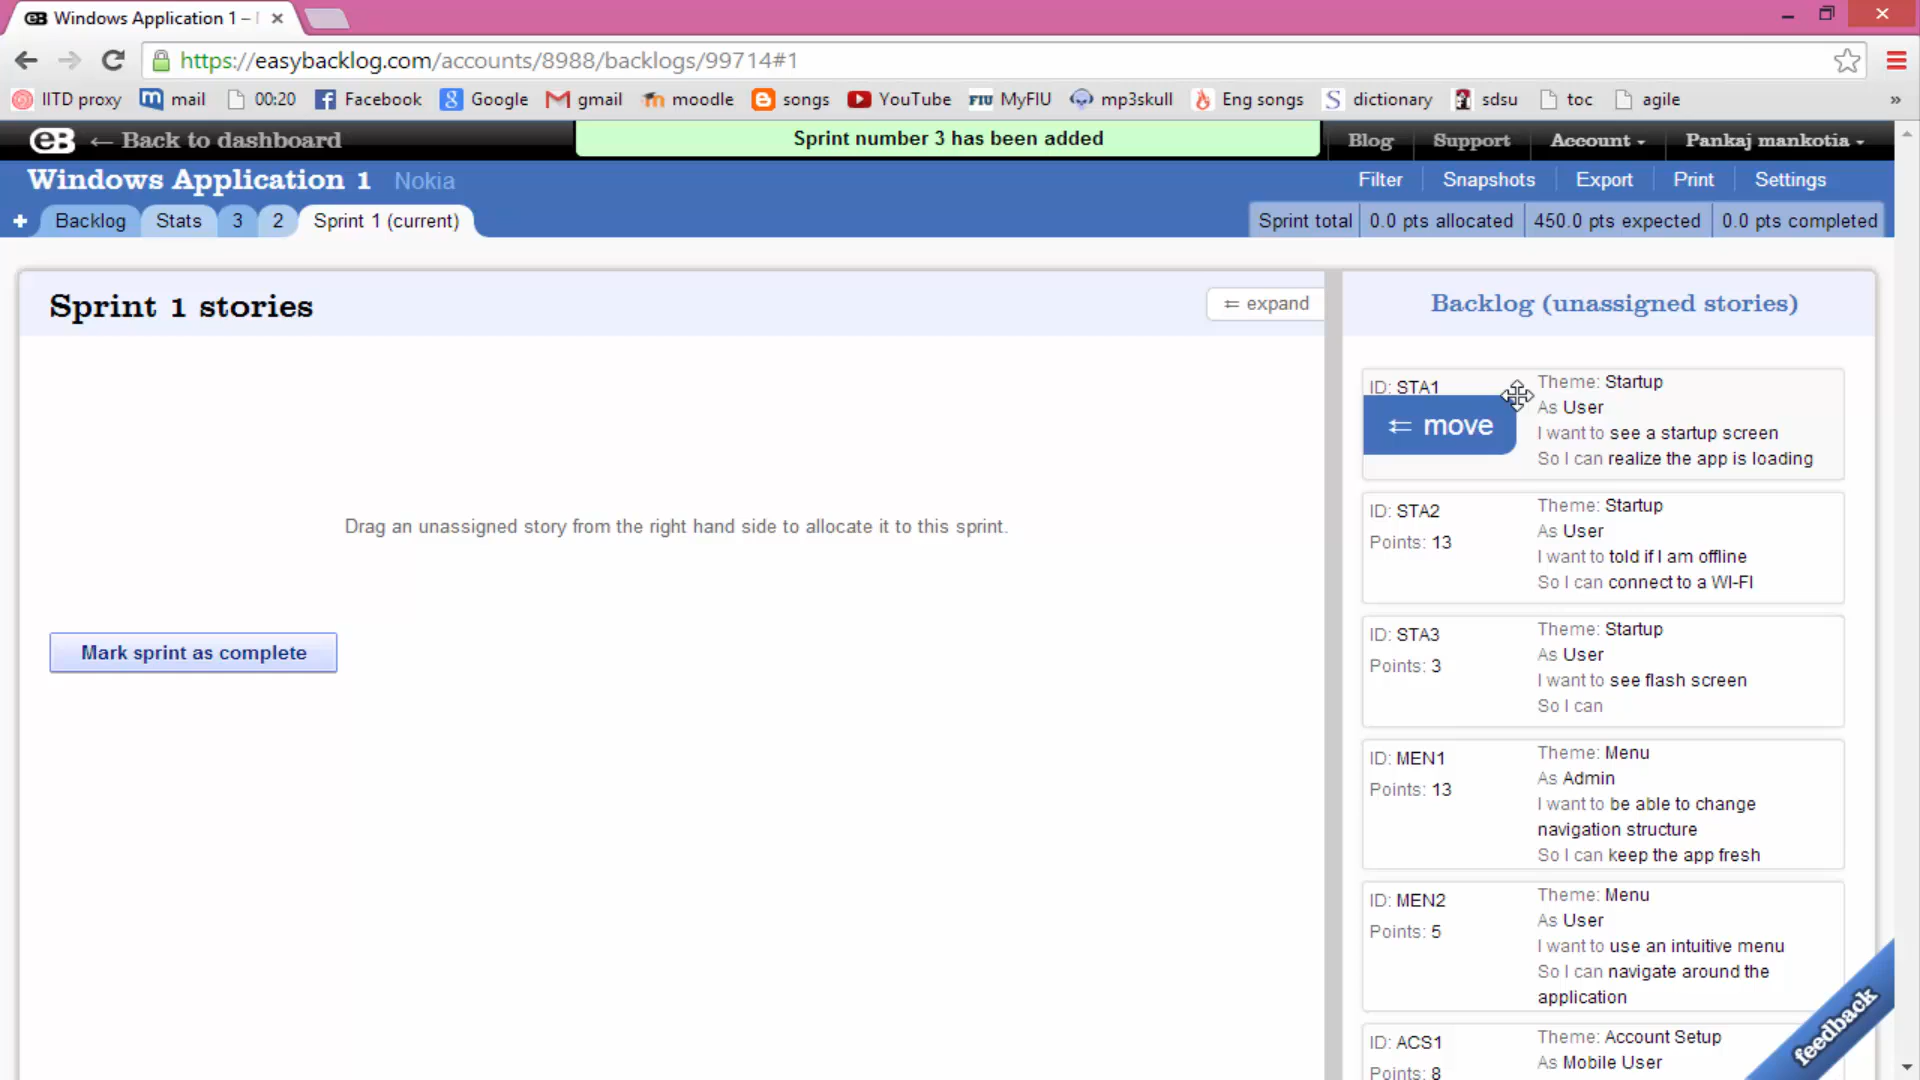 eB Windows Application 1 –
https://easybacklog.com/accounts/8988/backlogs/99714#1
IITD proxy mail 00:20 Facebook Google gmail moodle songs YouTube FIU MyFIU mp3skull Eng songs S dictionary sdsu toc agile »
eB ← Back to dashboard Sprint number 3 has been added Blog Support Account Pankaj mankotia
Windows Application 1 Nokia Filter Snapshots Export Print Settings
+ Backlog Stats 3 2 Sprint 1 (current) Sprint total 0.0 pts allocated 450.0 pts expected 0.0 pts completed
Sprint 1 stories
⇐ expand
Drag an unassigned story from the right hand side to allocate it to this sprint.
Mark sprint as complete
Backlog (unassigned stories)
ID: STA1
⇐ move
Theme: Startup
As User
I want to see a startup screen
So I can realize the app is loading
ID: STA2
Points: 13
Theme: Startup
As User
I want to told if I am offline
So I can connect to a WI-FI
ID: STA3
Points: 3
Theme: Startup
As User
I want to see flash screen
So I can
ID: MEN1
Points: 13
Theme: Menu
As Admin
I want to be able to change
navigation structure
So I can keep the app fresh
ID: MEN2
Points: 5
Theme: Menu
As User
I want to use an intuitive menu
So I can navigate around the
application
ID: ACS1
Points: 8
Theme: Account Setup
As Mobile User
feedback